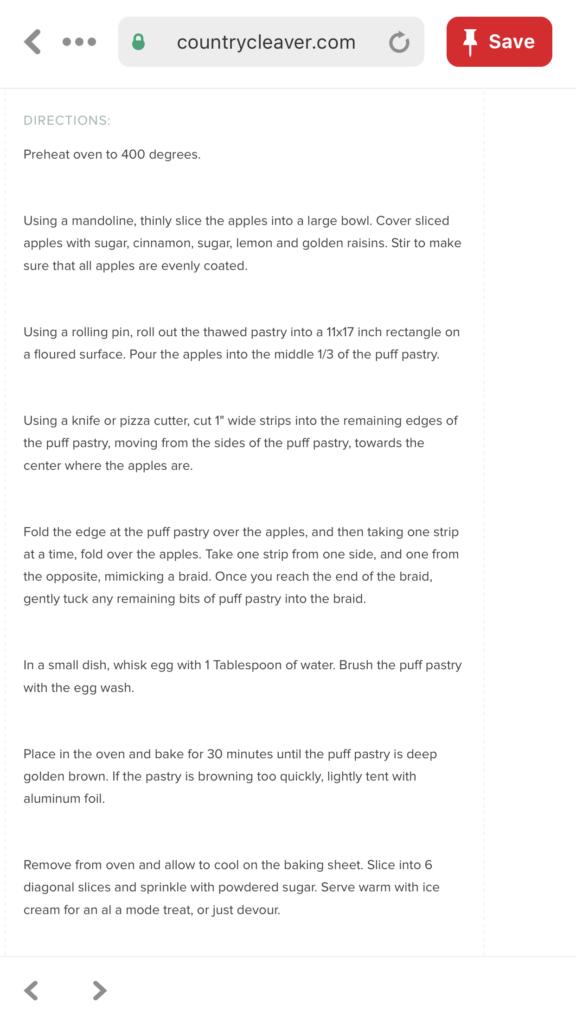 countrycleaver.com
Save
DIRECTIONS:
Preheat oven to 400 degrees.
Using a mandoline, thinly slice the apples into a large bowl. Cover sliced
apples with sugar, cinnamon, sugar, lemon and golden raisins. Stir to make
sure that all apples are evenly coated.
Using a rolling pin, roll out the thawed pastry into a 11x17 inch rectangle on
a floured surface. Pour the apples into the middle 1/3 of the puff pastry.
Using a knife or pizza cutter, cut 1" wide strips into the remaining edges of
the puff pastry, moving from the sides of the puff pastry, towards the
center where the apples are.
Fold the edge at the puff pastry over the apples, and then taking one strip
at a time, fold over the apples. Take one strip from one side, and one from
the opposite, mimicking a braid. Once you reach the end of the braid,
gently tuck any remaining bits of puff pastry into the braid.
In a small dish, whisk egg with 1 Tablespoon of water. Brush the puff pastry
with the egg wash.
Place in the oven and bake for 30 minutes until the puff pastry is deep
golden brown. If the pastry is browning too quickly, lightly tent with
aluminum foil.
Remove from oven and allow to cool on the baking sheet. Slice into 6
diagonal slices and sprinkle with powdered sugar. Serve warm with ice
cream for an al a mode treat, or just devour.